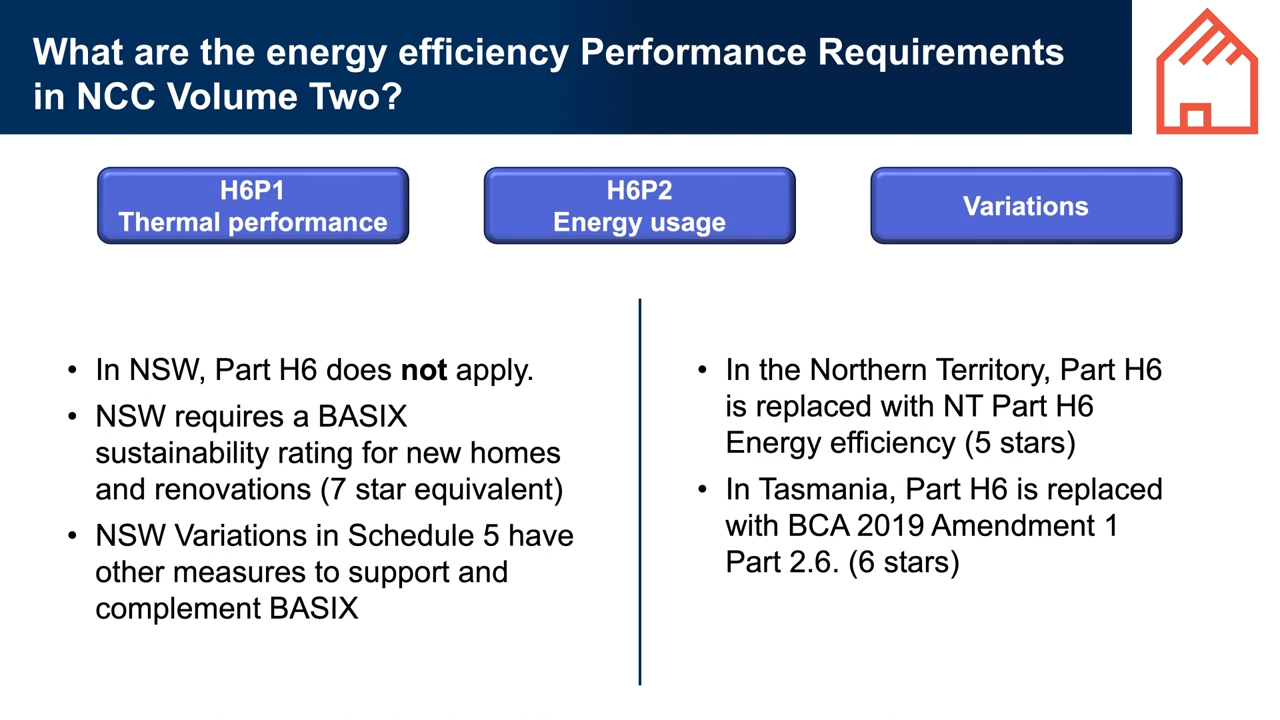 What are the energy efficiency Performance Requirements
in NCC Volume Two?
H6P1
Thermal performance
H6P2
Energy usage
Variations
• In NSW, Part H6 does not apply.
• NSW requires a BASIX
sustainability rating for new homes
and renovations (7 star equivalent)
• NSW Variations in Schedule 5 have
other measures to support and
complement BASIX
• In the Northern Territory, Part H6
is replaced with NT Part H6
Energy efficiency (5 stars)
• In Tasmania, Part H6 is replaced
with BCA 2019 Amendment 1
Part 2.6. (6 stars)